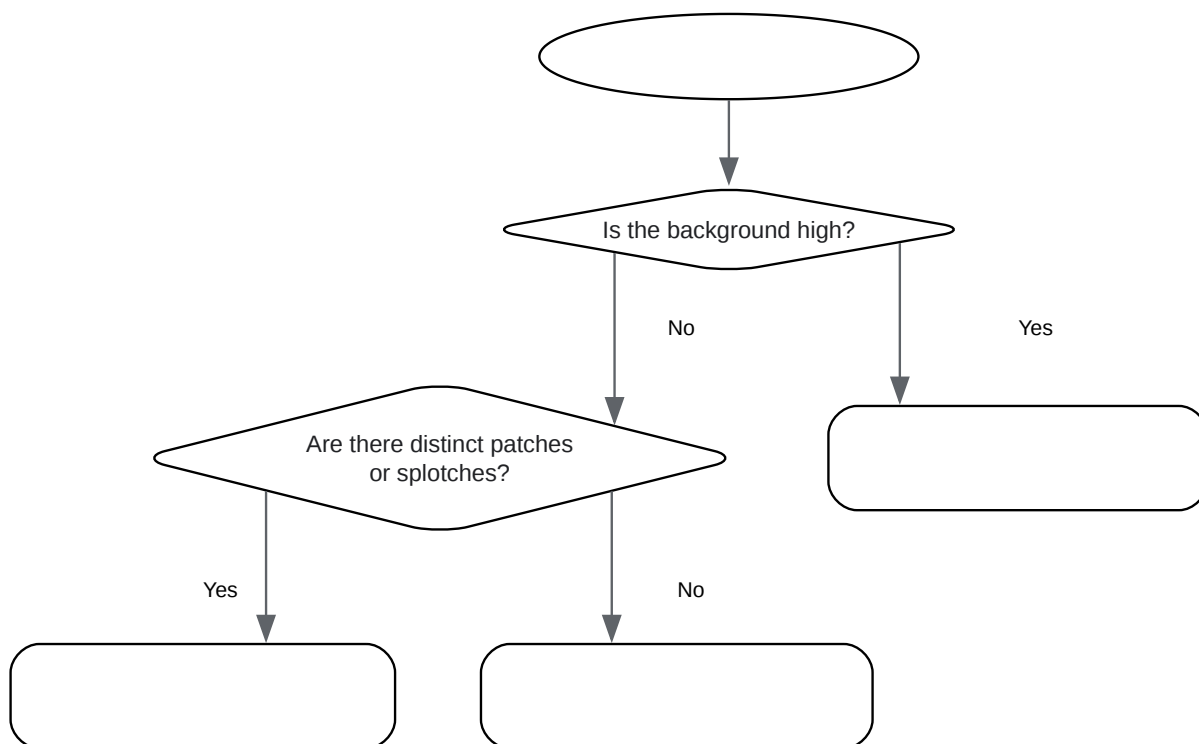 Is the background high?
No
Yes
Are there distinct patches
or splotches?
Yes
No